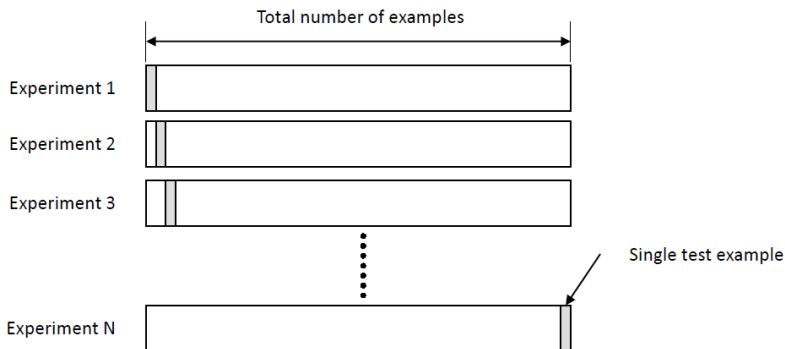 Total number of examples
Experiment 1
Experiment 2
Experiment 3
Single test example
Experiment N